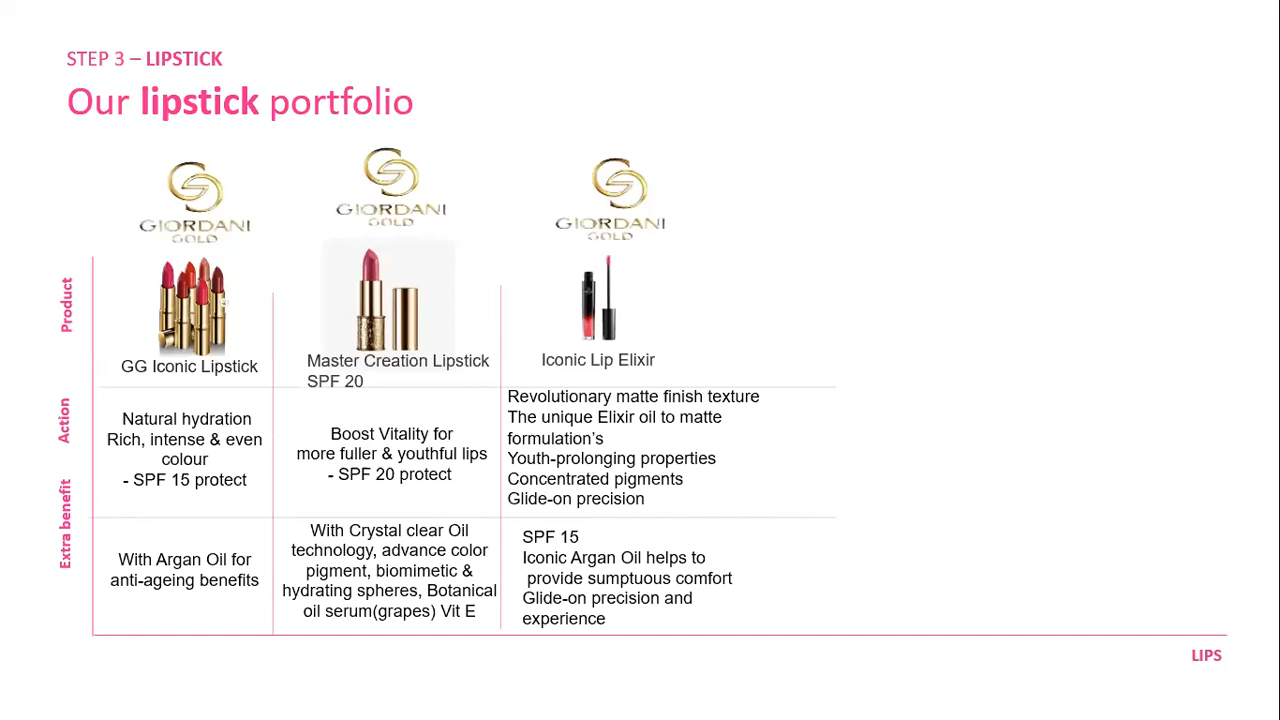 STEP 3 – LIPSTICK
Our lipstick portfolio
GIORDANI
GOLD
GIORDANI
GOLD
GIORDANI
GOLD
Product
GG Iconic Lipstick
Master Creation Lipstick
SPF 20
Iconic Lip Elixir
Action
Natural hydration
Rich, intense & even
colour
- SPF 15 protect
Boost Vitality for
more fuller & youthful lips
- SPF 20 protect
Revolutionary matte finish texture
The unique Elixir oil to matte
formulation’s
Youth-prolonging properties
Concentrated pigments
Glide-on precision
Extra benefit
With Argan Oil for
anti-ageing benefits
With Crystal clear Oil
technology, advance color
pigment, biomimetic &
hydrating spheres, Botanical
oil serum(grapes) Vit E
SPF 15
Iconic Argan Oil helps to
provide sumptuous comfort
Glide-on precision and
experience
LIPS